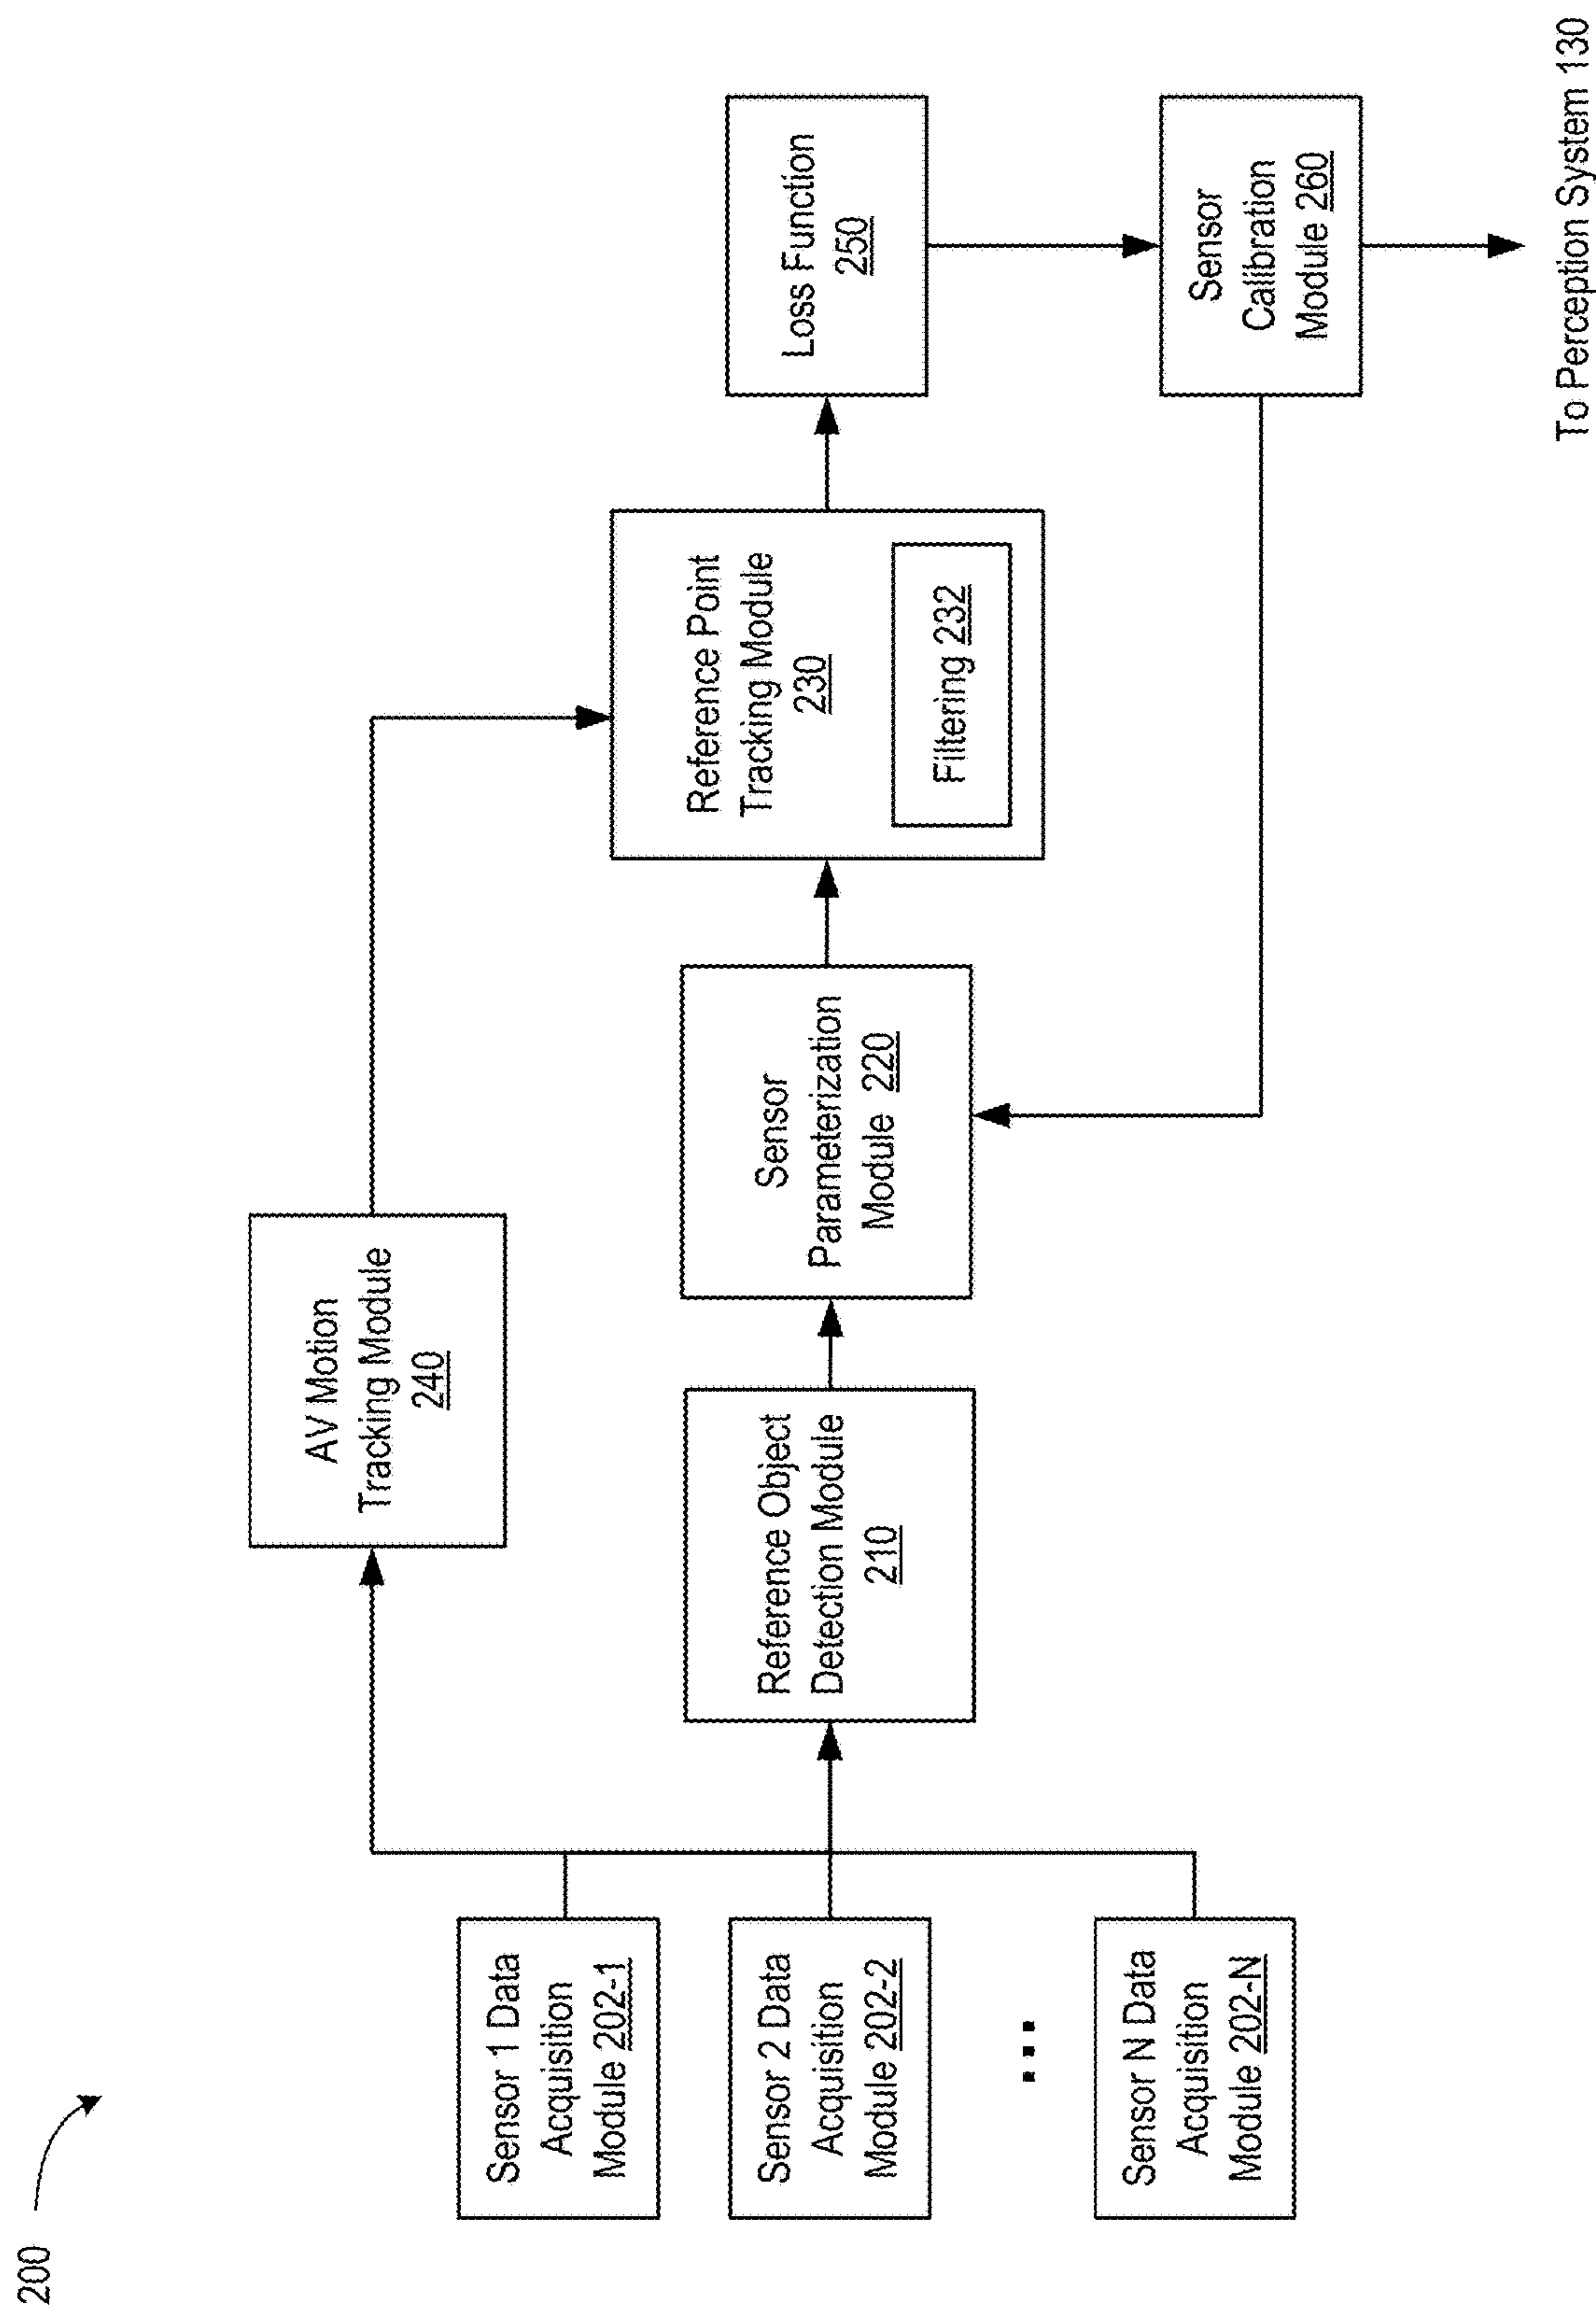 200
Sensor 1 Data
Acquisition
Module 202-1
Sensor 2 Data
Acquisition
Module 202-2
Sensor N Data
Acquisition
Module 202-N
AV Motion
Tracking Module
240
Reference Object
Detection Module
210
Sensor
Parameterization
Module 220
Reference Point
Tracking Module
230
Filtering 232
Loss Function
250
Sensor
Calibration
Module 260
To Perception System 130